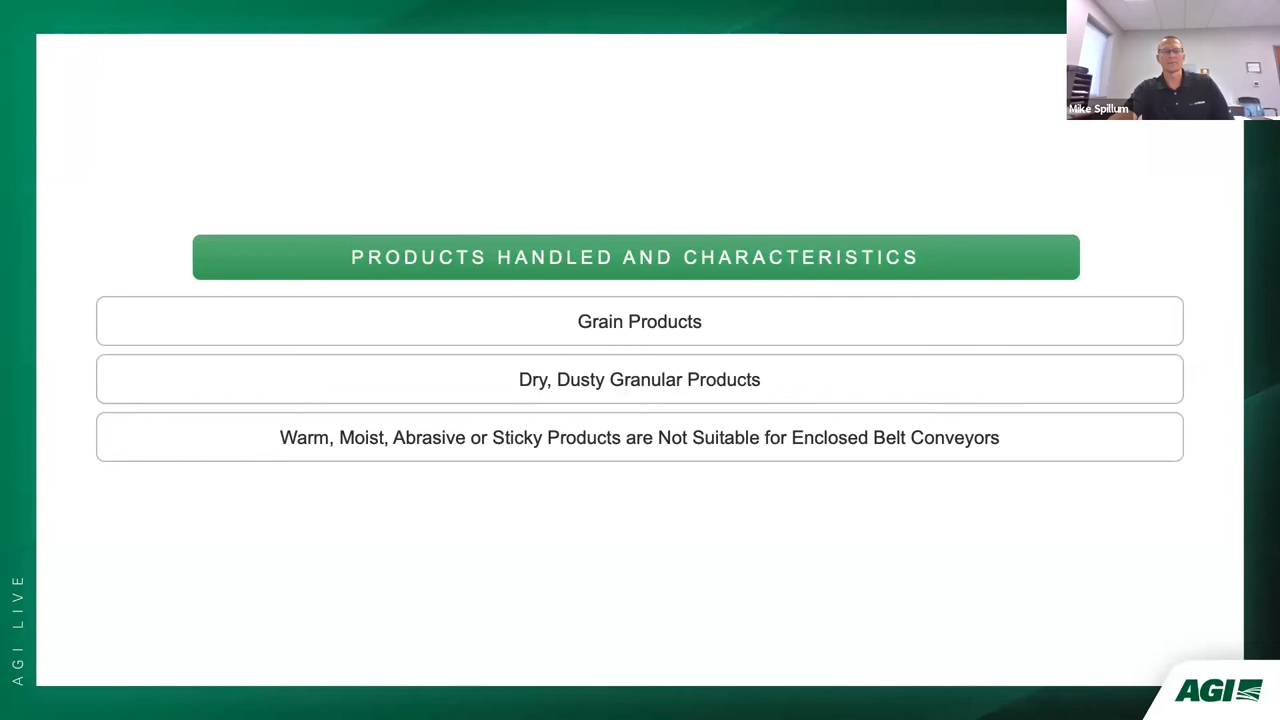 Mike Spillum
PRODUCTS HANDLED AND CHARACTERISTICS
Grain Products
Dry, Dusty Granular Products
Warm, Moist, Abrasive or Sticky Products are Not Suitable for Enclosed Belt Conveyors
AGI LIVE
AGI